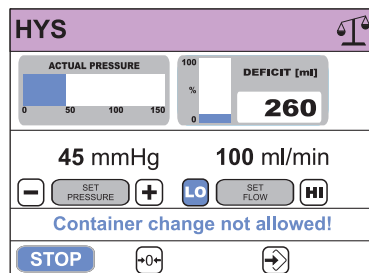 HYS
ACTUAL PRESSURE
0 50 100 150
100
%
0
DEFICIT [ml]
260
45 mmHg
100 ml/min
−
SET PRESSURE
+
LO
SET FLOW
HI
Container change not allowed!
STOP
→0←